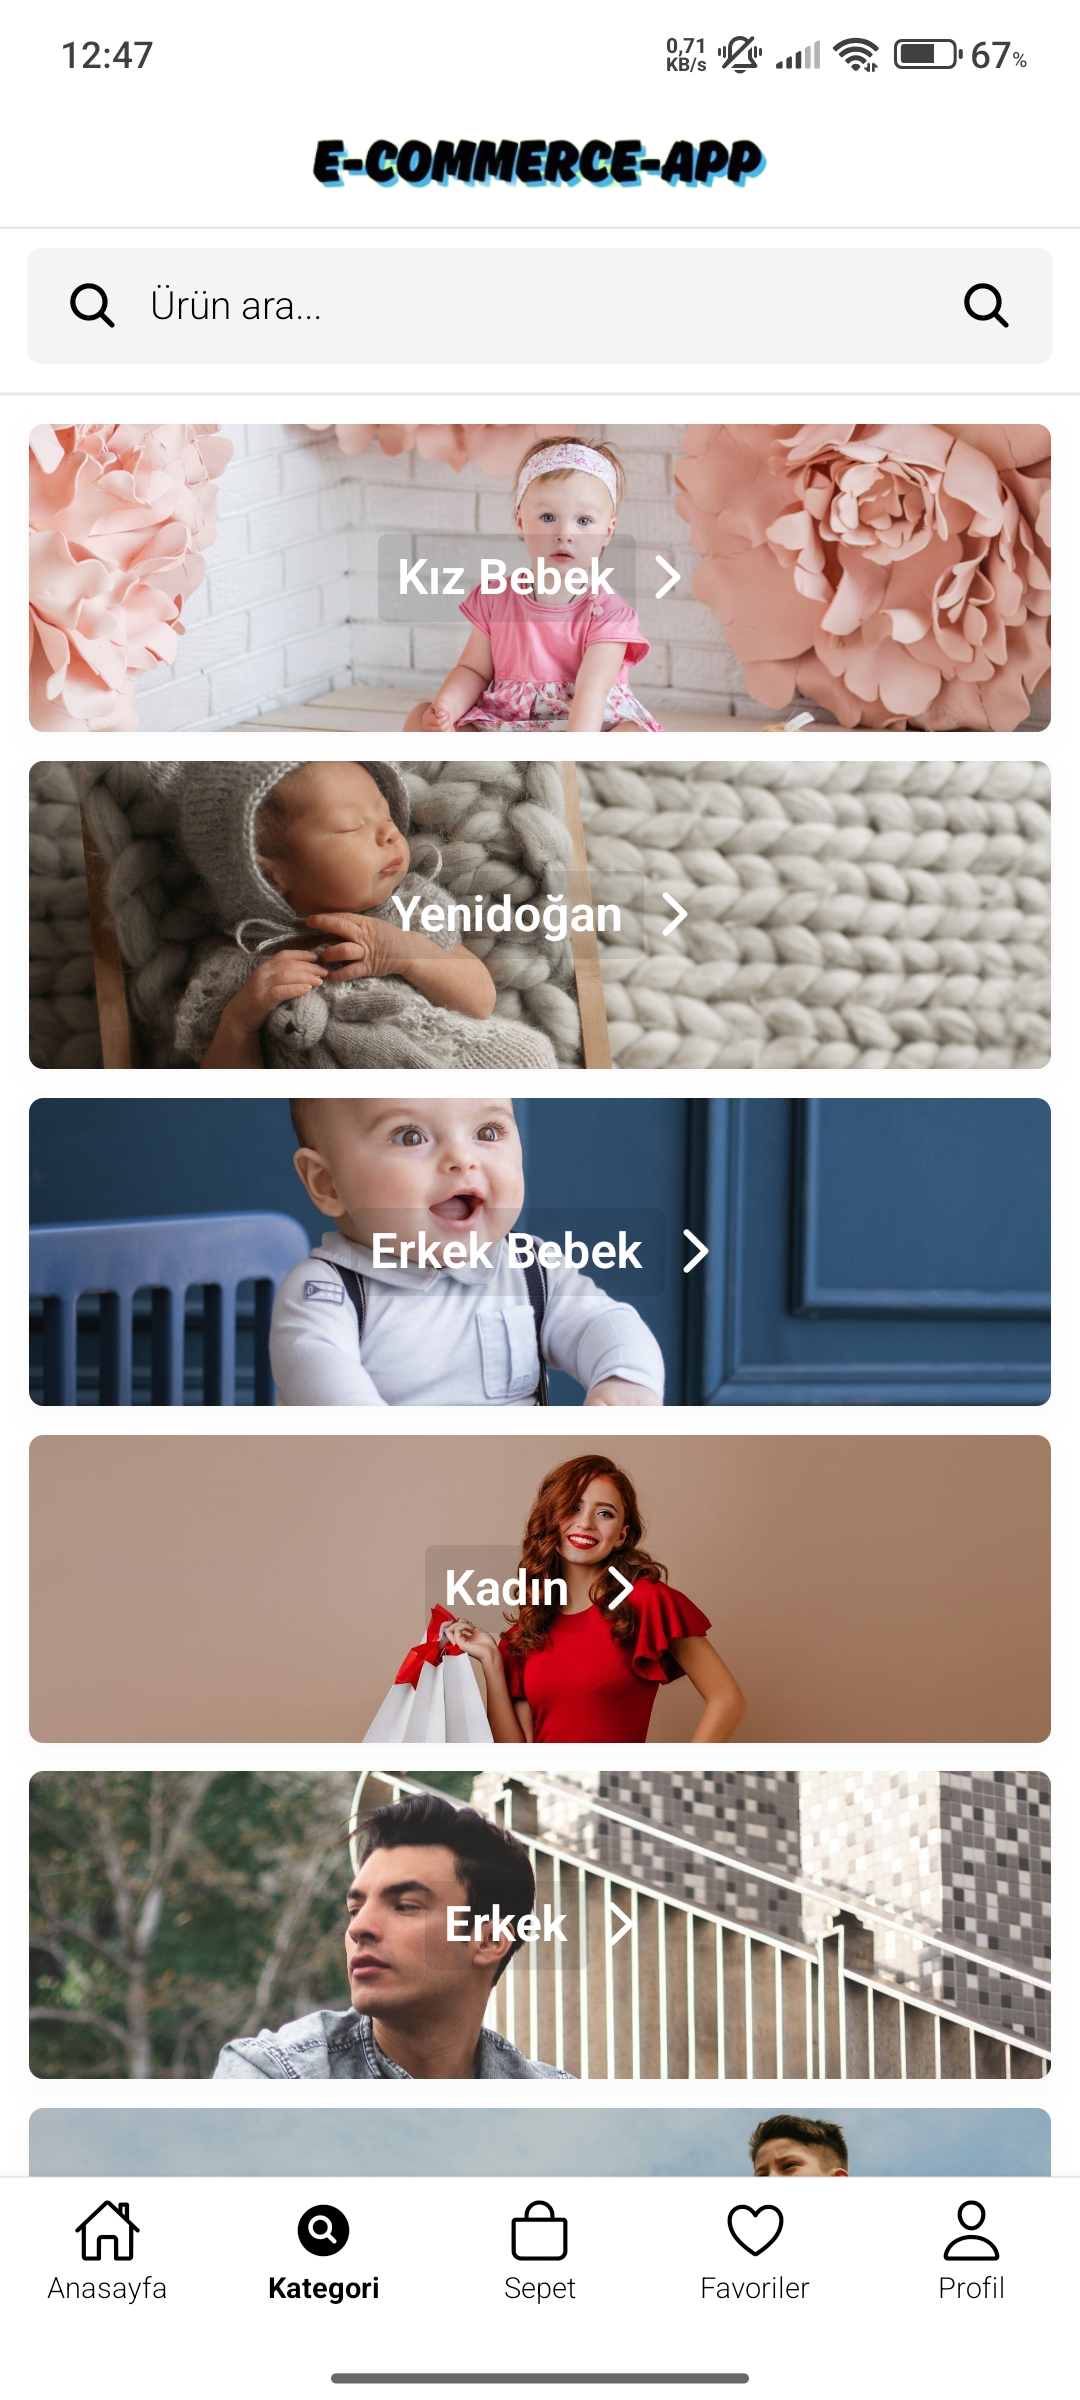 12:47
0,71
KB/s
67%
E-COMMERCE-APP
Ürün ara...
Kız Bebek
Yenidoğan
Erkek Bebek
Kadın
Erkek
Anasayfa
Kategori
Sepet
Favoriler
Profil